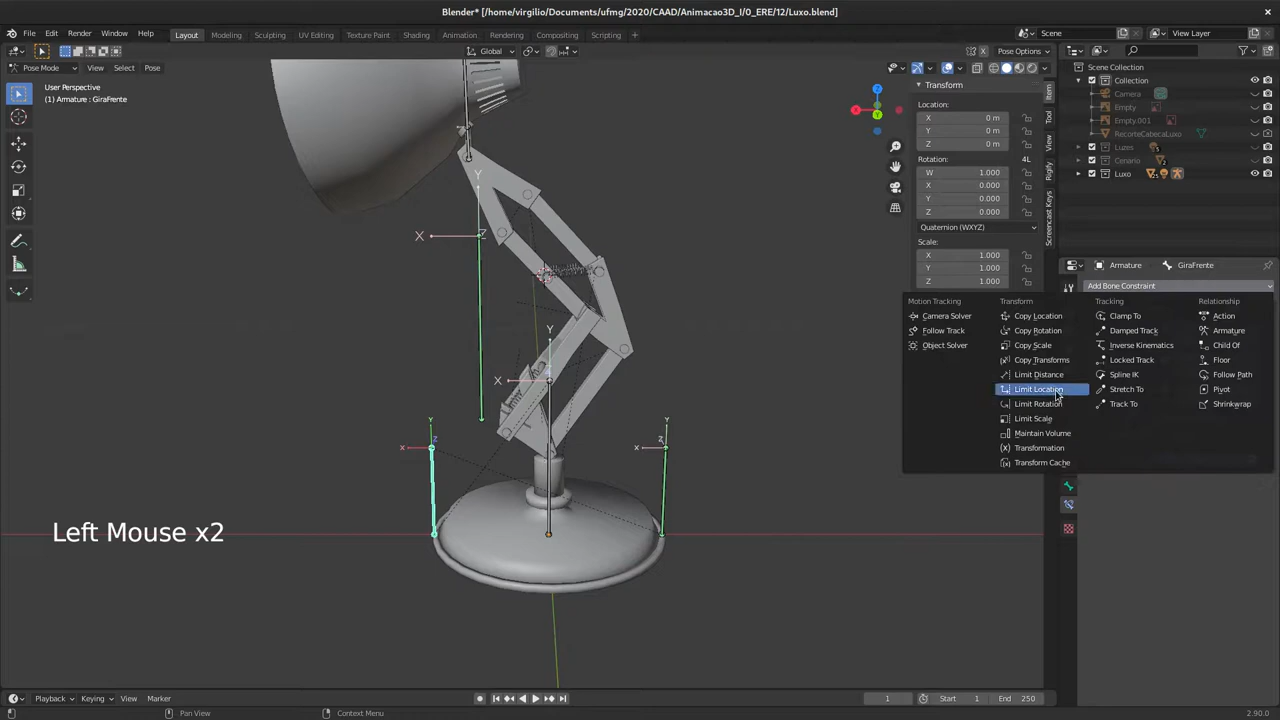 Blender* [/home/virgilio/Documents/ufmg/2020/CAAD/Animacao3D_I/0_ERE/12/Luxo.blend]
File Edit Render Window Help Layout Modeling Sculpting UV Editing Texture Paint Shading Animation Rendering Compositing Scripting + Scene View Layer
Global Pose Options
Pose Mode View Select Pose
User Perspective
(1) Armature : GiraFrente
Transform
Location:
X 0 m
Y 0 m
Z 0 m
Rotation: 4L
W 1.000
X 0.000
Y 0.000
Z 0.000
Quaternion (WXYZ)
Scale:
X 1.000
Y 1.000
Z 1.000
Item
Tool
View
Rigify
Screencast Keys
Scene Collection
Collection
Camera
Empty
Empty.001
RecorteCabecaLuxo
Luzes
Cenario
Luxo
Armature GiraFrente
Add Bone Constraint
Motion Tracking Transform Tracking Relationship
Camera Solver Copy Location Clamp To Action
Follow Track Copy Rotation Damped Track Armature
Object Solver Copy Scale Inverse Kinematics Child Of
Copy Transforms Locked Track Floor
Limit Distance Spline IK Follow Path
Limit Location Stretch To Pivot
Limit Rotation Track To Shrinkwrap
Limit Scale
Maintain Volume
Transformation
Transform Cache
Left Mouse x2
Playback Keying View Marker 1 Start 1 End 250
Pan View Context Menu 2.90.0